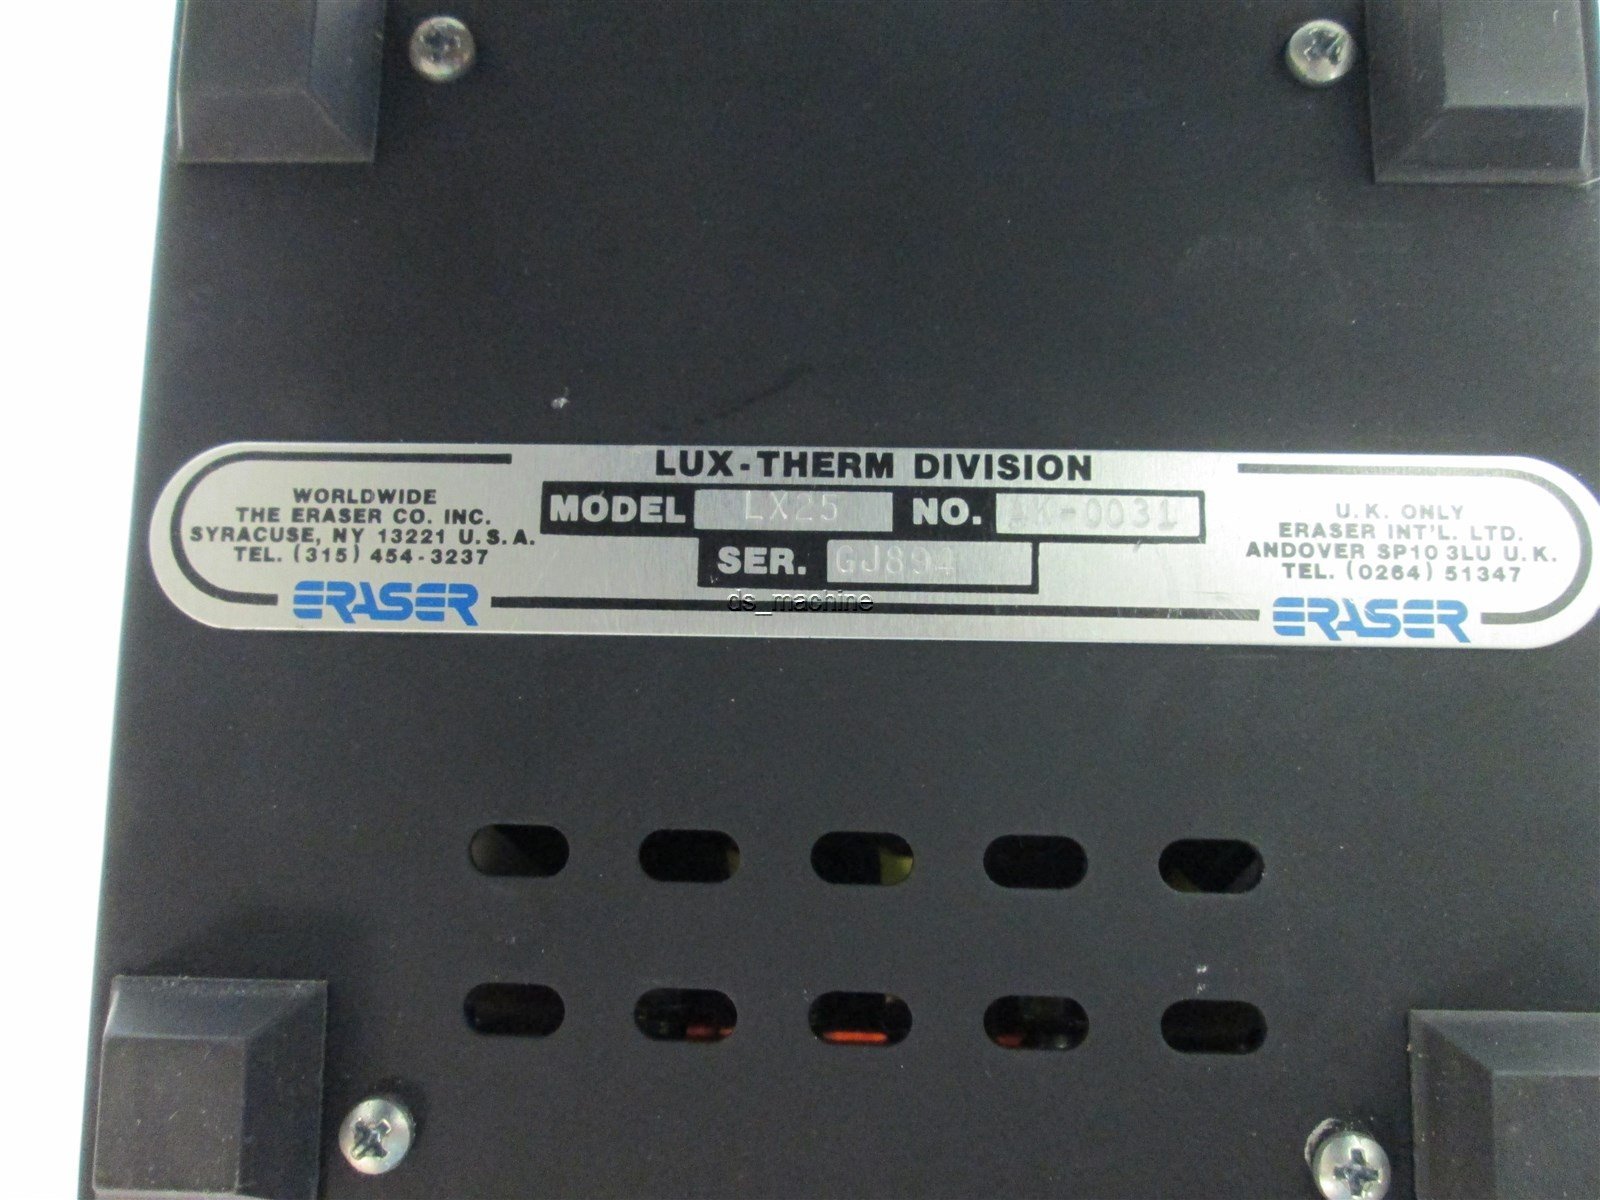 LUX-THERM DIVISION
MODEL LX25 NO. AK-0031
SER. GJ894
WORLDWIDE
THE ERASER CO. INC.
SYRACUSE, NY 13221 U.S.A.
TEL. (315) 454-3237
ERASER
U.K. ONLY
ERASER INT'L. LTD.
ANDOVER SP10 3LU U.K.
TEL. (0264) 51347
ERASER
ds_machine